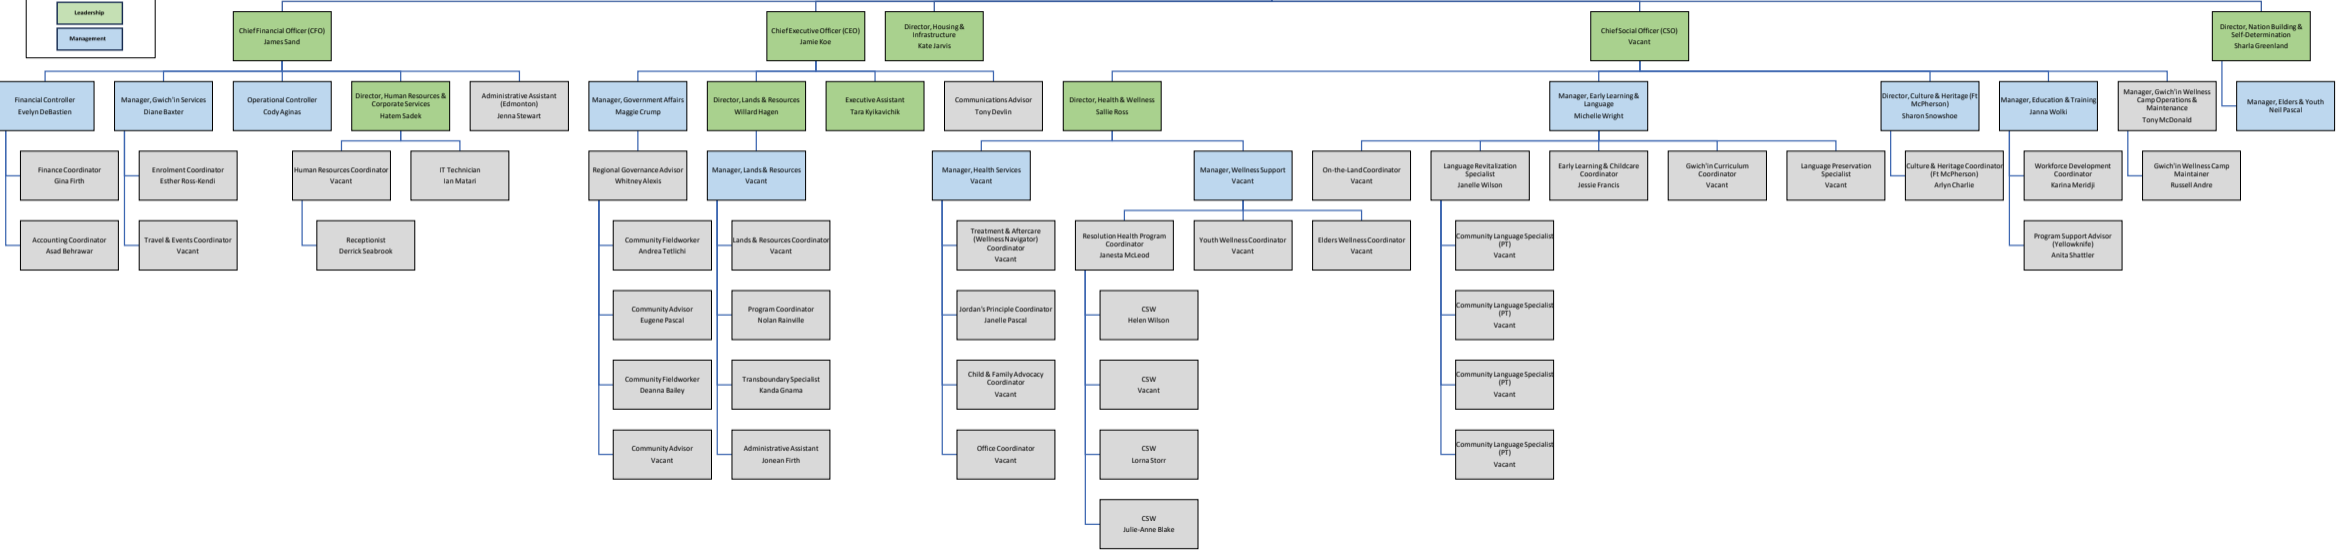 Leadership
Management
Chief Financial Officer (CFO)
James Sand
Chief Executive Officer (CEO)
Jamie Koe
Director, Housing &
Infrastructure
Kate Jarvis
Chief Social Officer (CSO)
Vacant
Director, Nation Building &
Self-Determination
Sharla Greenland
Financial Controller
Evelyn DeBastien
Manager, Gwich'in Services
Diane Baxter
Operational Controller
Cody Aginas
Director, Human Resources &
Corporate Services
Hatem Sadek
Administrative Assistant
(Edmonton)
Jenna Stewart
Manager, Government Affairs
Maggie Crump
Director, Lands & Resources
Willard Hagen
Executive Assistant
Tara Kyikavichik
Communications Advisor
Tony Devlin
Director, Health & Wellness
Sallie Ross
Manager, Early Learning &
Language
Michelle Wright
Director, Culture & Heritage (Ft
McPherson)
Sharon Snowshoe
Manager, Education & Training
Janna Wolki
Manager, Gwich'in Wellness
Camp Operations &
Maintenance
Tony McDonald
Manager, Elders & Youth
Neil Pascal
Finance Coordinator
Gina Firth
Enrolment Coordinator
Esther Ross-Kendi
Human Resources Coordinator
Vacant
IT Technician
Ian Matari
Regional Governance Advisor
Whitney Alexis
Manager, Lands & Resources
Vacant
Manager, Health Services
Vacant
Manager, Wellness Support
Vacant
On-the-Land Coordinator
Vacant
Language Revitalization
Specialist
Janelle Wilson
Early Learning & Childcare
Coordinator
Jessie Francis
Gwich'in Curriculum
Coordinator
Vacant
Language Preservation
Specialist
Vacant
Culture & Heritage Coordinator
(Ft McPherson)
Arlyn Charlie
Workforce Development
Coordinator
Karina Meridji
Gwich'in Wellness Camp
Maintainer
Russell Andre
Accounting Coordinator
Asad Behrawar
Travel & Events Coordinator
Vacant
Receptionist
Derrick Seabrook
Community Fieldworker
Andrea Tetlichi
Lands & Resources Coordinator
Vacant
Treatment & Aftercare
(Wellness Navigator)
Coordinator
Vacant
Resolution Health Program
Coordinator
Janesta McLeod
Youth Wellness Coordinator
Vacant
Elders Wellness Coordinator
Vacant
Community Language Specialist
(PT)
Vacant
Program Support Advisor
(Yellowknife)
Anita Shattler
Community Advisor
Eugene Pascal
Program Coordinator
Nolan Rainville
Jordan's Principle Coordinator
Janelle Pascal
CSW
Helen Wilson
Community Language Specialist
(PT)
Vacant
Community Fieldworker
Deanna Bailey
Transboundary Specialist
Kanda Gnama
Child & Family Advocacy
Coordinator
Vacant
CSW
Vacant
Community Language Specialist
(PT)
Vacant
Community Advisor
Vacant
Administrative Assistant
Jonean Firth
Office Coordinator
Vacant
CSW
Lorna Storr
Community Language Specialist
(PT)
Vacant
CSW
Julie-Anne Blake